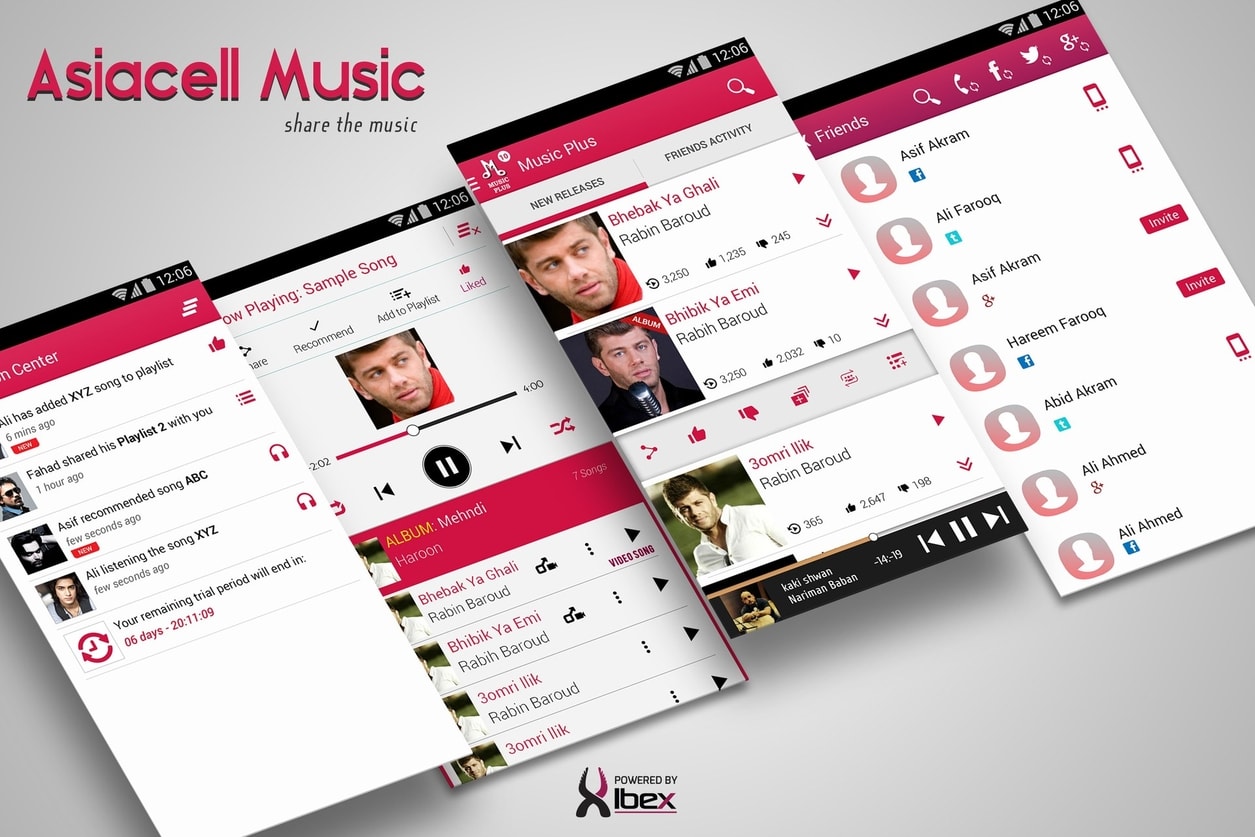 Asiacell Music
share the music
12:06
n Center
Ali has added XYZ song to playlist
6 mins ago
NEW
Fahad shared his Playlist 2 with you
1 hour ago
Asif recommended song ABC
few seconds ago
NEW
Ali listening the song XYZ
few seconds ago
Your remaining trial period will end in:
06 days - 20:11:09
12:06
ow Playing: Sample Song
are
Recommend
Add to Playlist
Liked
-2:02
4:00
ALBUM: Mehndi
Haroon
7 Songs
Bhebak Ya Ghali
Rabin Baroud
VIDEO SONG
Bhibik Ya Emi
Rabih Baroud
3omri Ilik
Rabin Baroud
3omri Ilik
12:06
10
MUSIC
PLUS
Music Plus
NEW RELEASES
FRIENDS ACTIVITY
Bhebak Ya Ghali
Rabin Baroud
3,250
1,235
245
ALBUM
Bhibik Ya Emi
Rabih Baroud
3,250
2,032
10
3omri Ilik
Rabin Baroud
365
2,647
198
kaki shwan
Nariman Baban
-14:-19
12:06
Friends
Asif Akram
Ali Farooq
Asif Akram
Invite
Hareem Farooq
Invite
Abid Akram
Ali Ahmed
Ali Ahmed
POWERED BY
Ibex